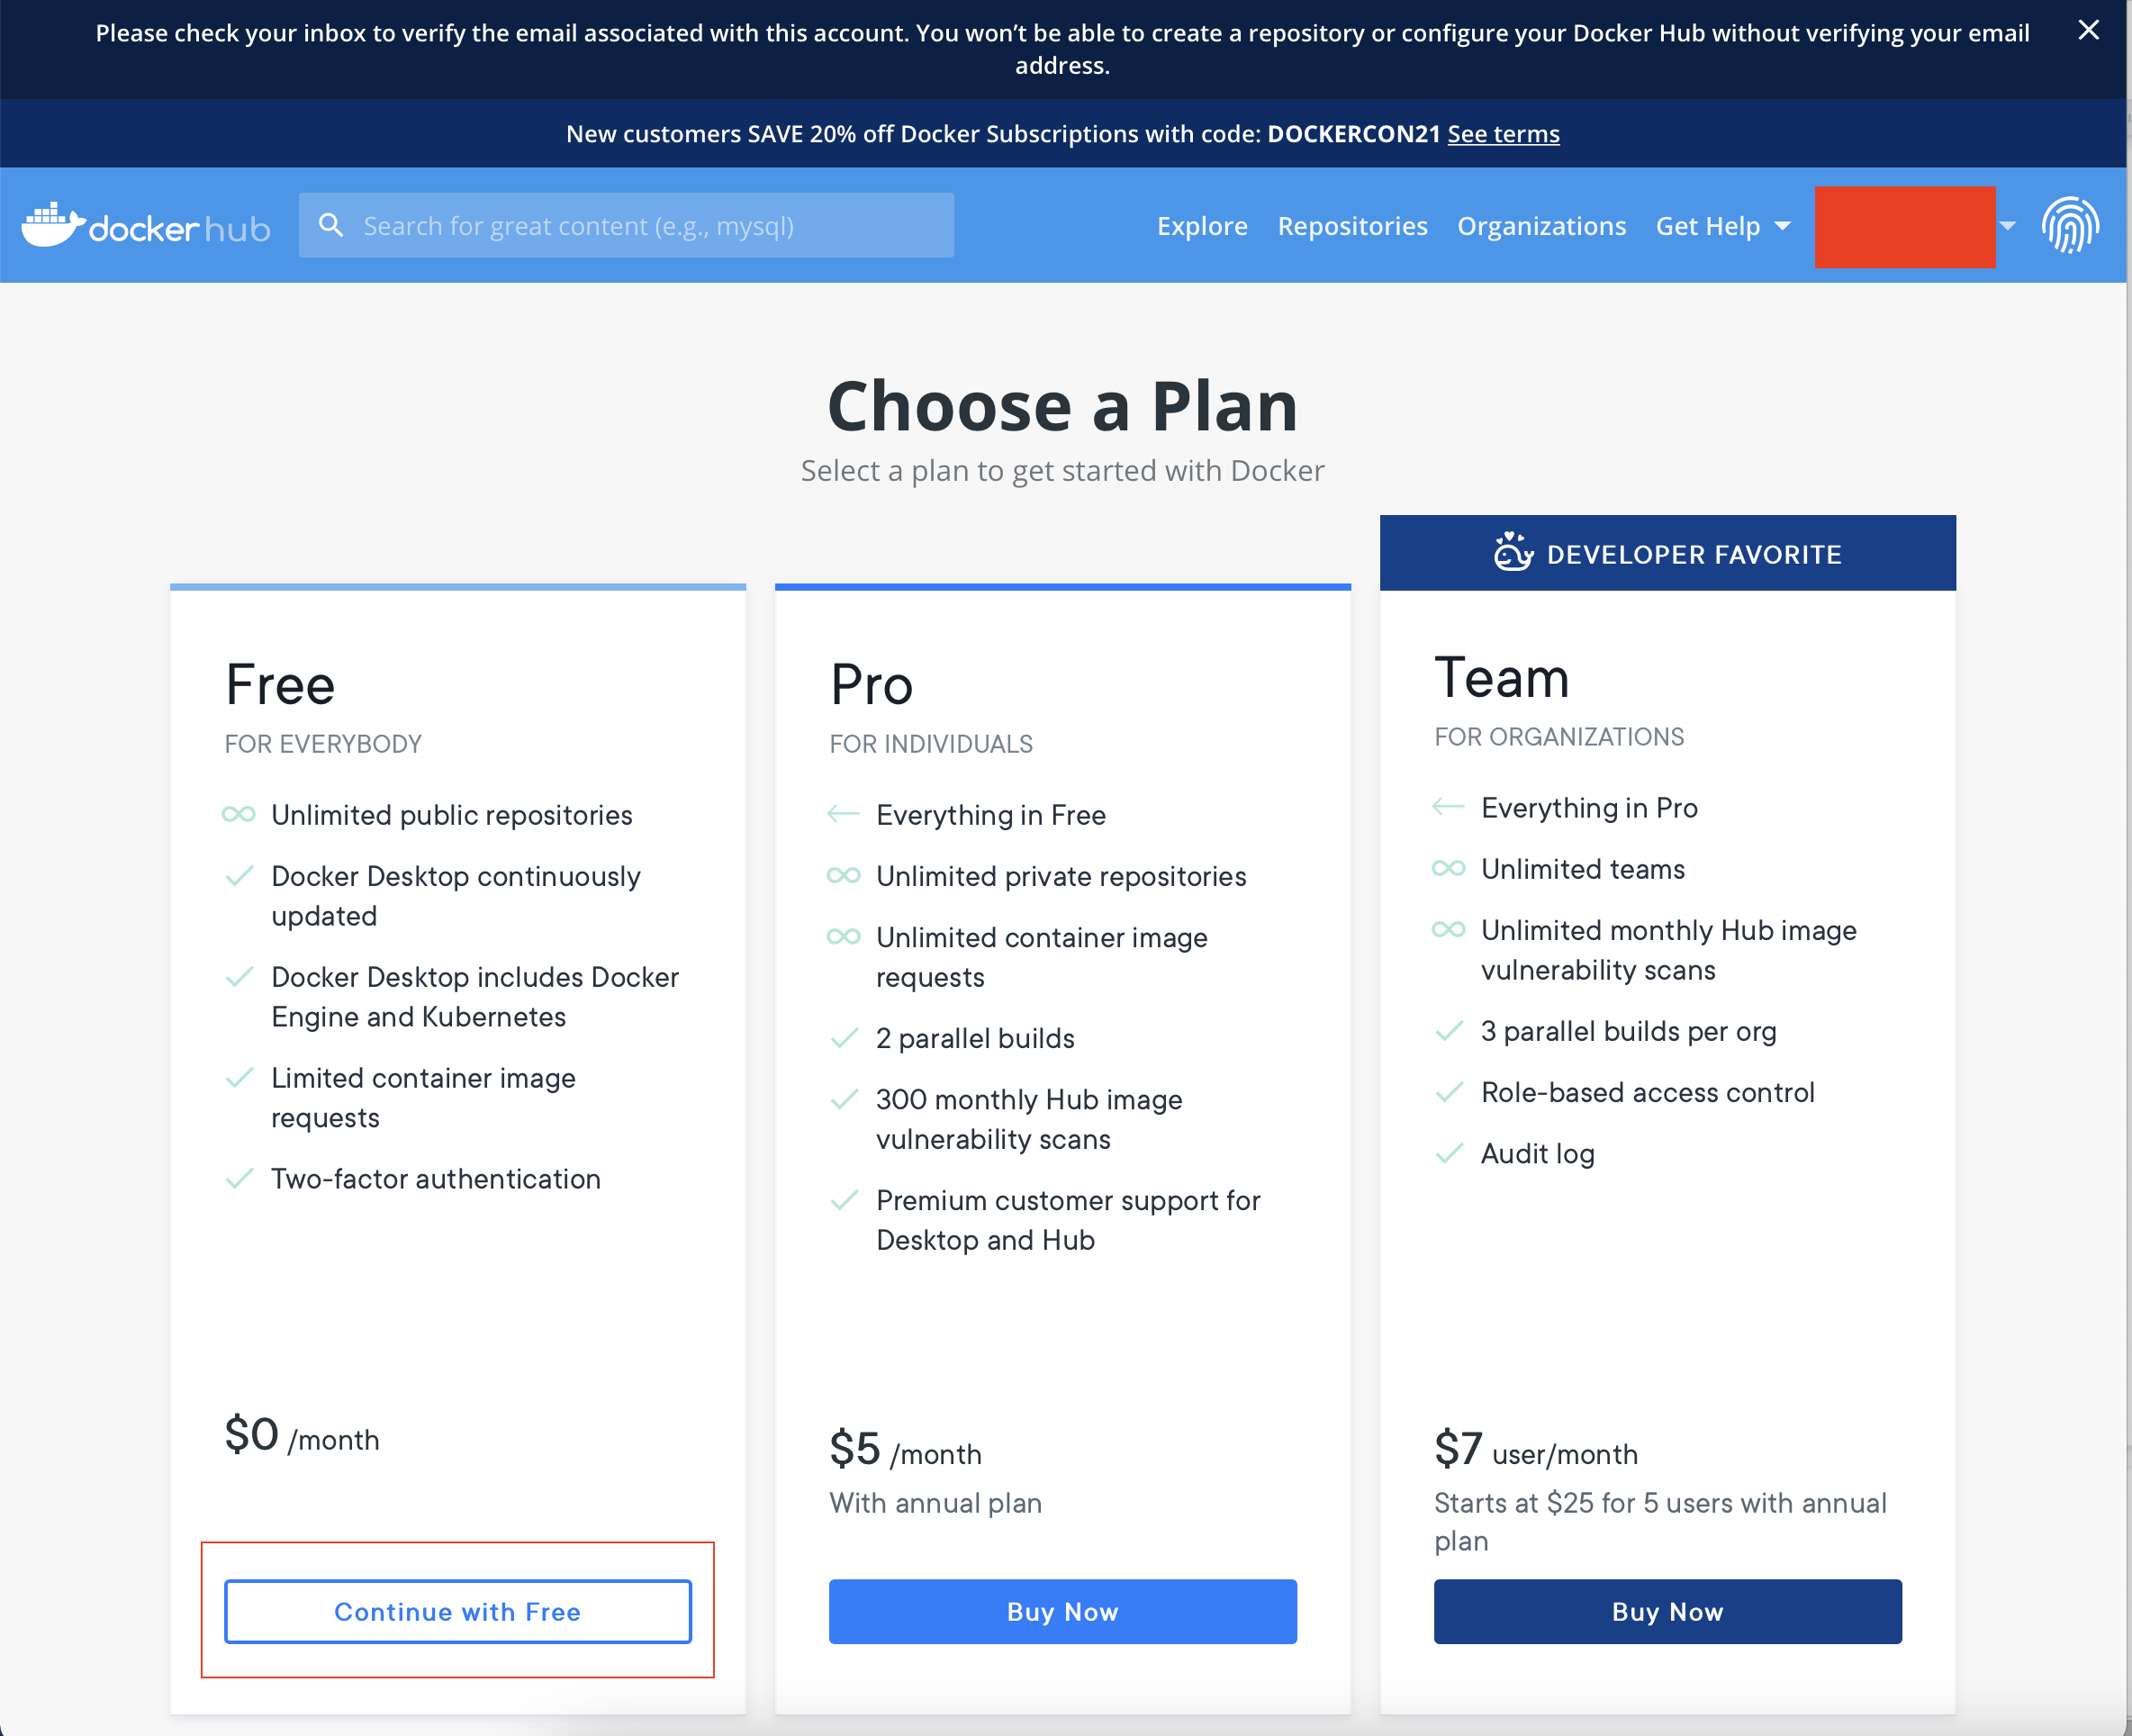 Please check your inbox to verify the email associated with this account. You won't be able to create a repository or configure your Docker Hub without verifying your email
address.
New customers SAVE 20% off Docker Subscriptions with code: DOCKERCON21 See terms
docker hub
Search for great content (e.g., mysql)
Explore
Repositories
Organizations
Get Help
Choose a Plan
Select a plan to get started with Docker
Free
FOR EVERYBODY
Unlimited public repositories
Docker Desktop continuously
updated
Docker Desktop includes Docker
Engine and Kubernetes
Limited container image
requests
Two-factor authentication
$0 /month
Continue with Free
Pro
FOR INDIVIDUALS
Everything in Free
Unlimited private repositories
Unlimited container image
requests
2 parallel builds
300 monthly Hub image
vulnerability scans
Premium customer support for
Desktop and Hub
$5 /month
With annual plan
Buy Now
DEVELOPER FAVORITE
Team
FOR ORGANIZATIONS
Everything in Pro
Unlimited teams
Unlimited monthly Hub image
vulnerability scans
3 parallel builds per org
Role-based access control
Audit log
$7 user/month
Starts at $25 for 5 users with annual
plan
Buy Now